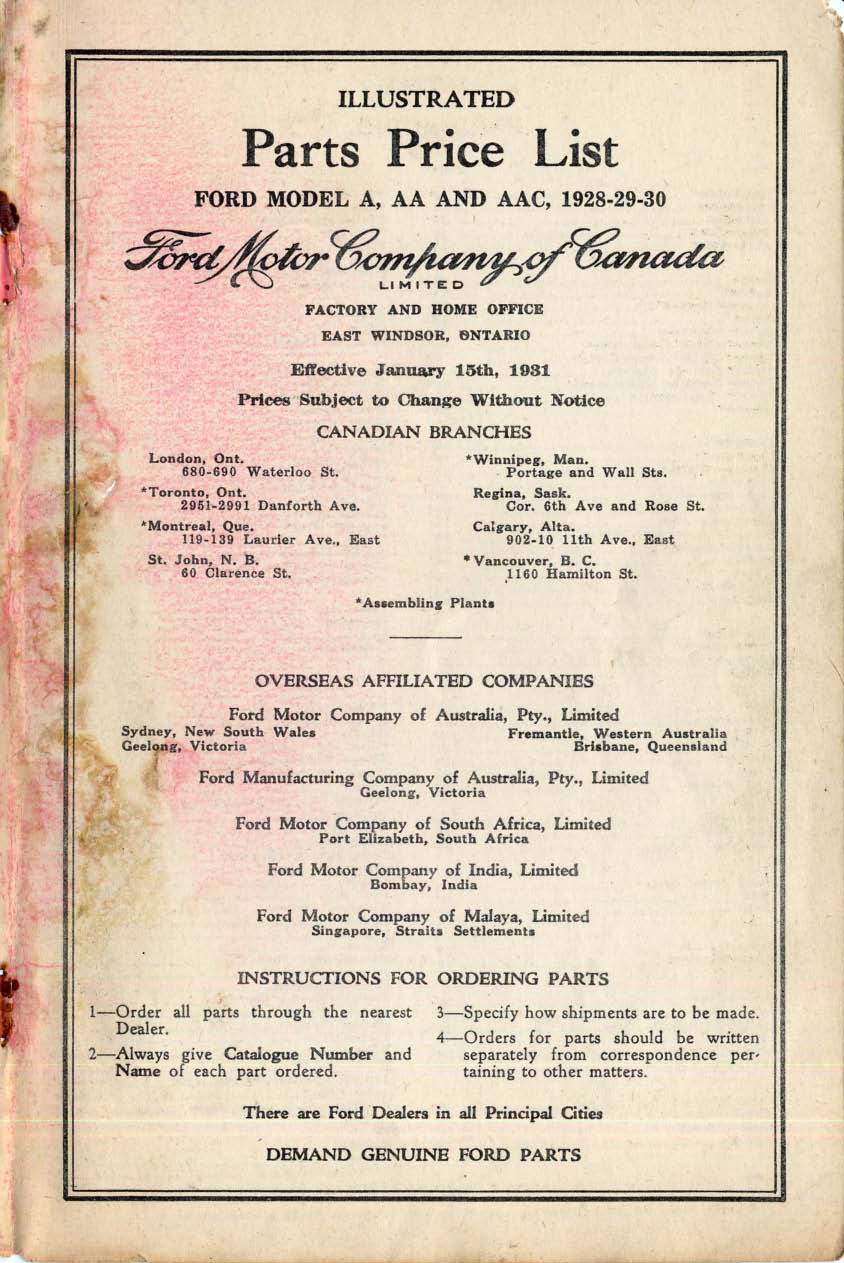 ILLUSTRATED
Parts Price List
FORD MODEL A, AA AND AAC, 1928-29-30
Ford Motor Company of Canada
LIMITED
FACTORY AND HOME OFFICE
EAST WINDSOR, ONTARIO
Effective January 15th, 1931
Prices Subject to Change Without Notice
CANADIAN BRANCHES
London, Ont.
680-690 Waterloo St.
*Toronto, Ont.
2951-2991 Danforth Ave.
*Montreal, Que.
119-139 Laurier Ave., East
St. John, N. B.
60 Clarence St.
*Winnipeg, Man.
Portage and Wall Sts.
Regina, Sask.
Cor. 6th Ave and Rose St.
Calgary, Alta.
902-10 11th Ave., East
*Vancouver, B. C.
1160 Hamilton St.
*Assembling Plants
OVERSEAS AFFILIATED COMPANIES
Ford Motor Company of Australia, Pty., Limited
Sydney, New South Wales
Geelong, Victoria
Fremantle, Western Australia
Brisbane, Queensland
Ford Manufacturing Company of Australia, Pty., Limited
Geelong, Victoria
Ford Motor Company of South Africa, Limited
Port Elizabeth, South Africa
Ford Motor Company of India, Limited
Bombay, India
Ford Motor Company of Malaya, Limited
Singapore, Straits Settlements
INSTRUCTIONS FOR ORDERING PARTS
1—Order all parts through the nearest
Dealer.
2—Always give Catalogue Number and
Name of each part ordered.
3—Specify how shipments are to be made.
4—Orders for parts should be written
separately from correspondence per-
taining to other matters.
There are Ford Dealers in all Principal Cities
DEMAND GENUINE FORD PARTS